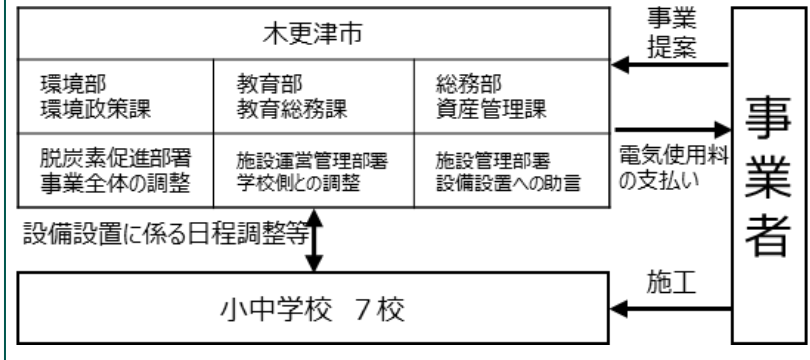 木更津市
環境部
環境政策課
教育部
教育総務課
総務部
資産管理課
脱炭素促進部署
事業全体の調整
施設運営管理部署
学校側との調整
施設管理部署
設備設置への助言
事業
提案
電気使用料
の支払い
事業者
設備設置に係る日程調整等
施工
小中学校 7校